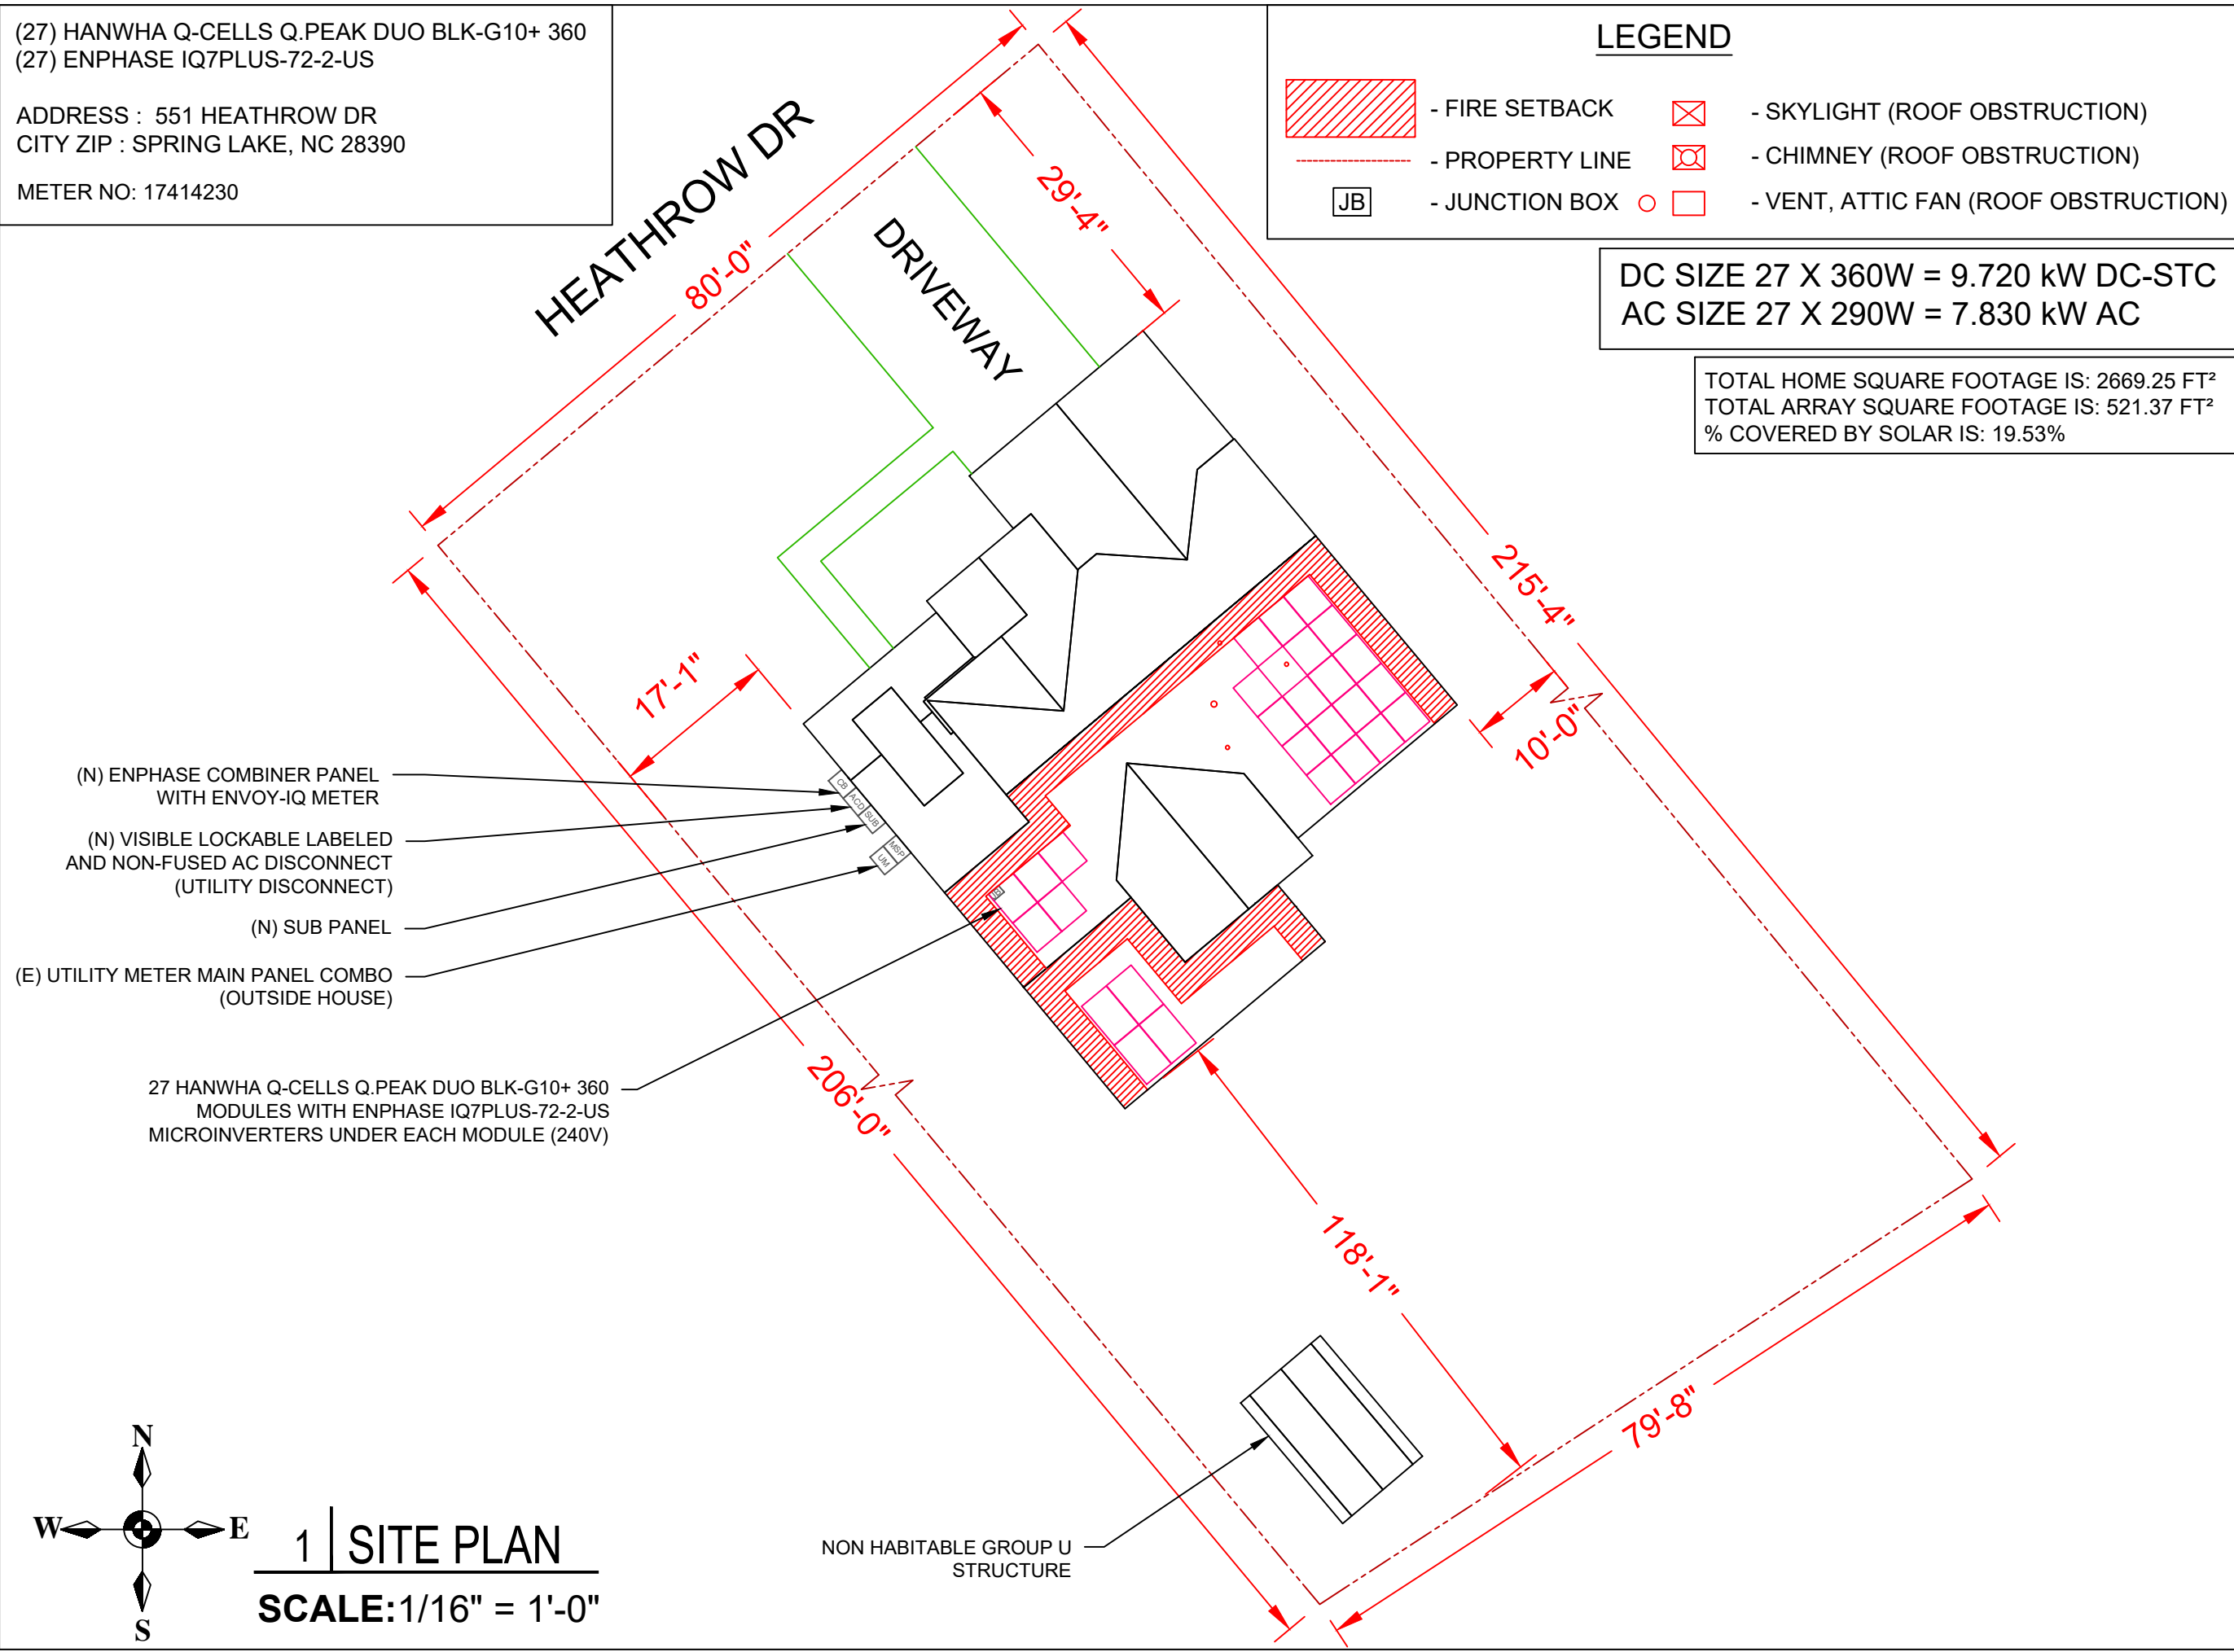 (27) HANWHA Q-CELLS Q.PEAK DUO BLK-G10+ 360
(27) ENPHASE IQ7PLUS-72-2-US
ADDRESS :  551 HEATHROW DR
CITY ZIP : SPRING LAKE, NC 28390
METER NO: 17414230
LEGEND
- FIRE SETBACK
- SKYLIGHT (ROOF OBSTRUCTION)
- PROPERTY LINE
- CHIMNEY (ROOF OBSTRUCTION)
JB
- JUNCTION BOX
- VENT, ATTIC FAN (ROOF OBSTRUCTION)
DC SIZE 27 X 360W = 9.720 kW DC-STC
AC SIZE 27 X 290W = 7.830 kW AC
TOTAL HOME SQUARE FOOTAGE IS: 2669.25 FT²
TOTAL ARRAY SQUARE FOOTAGE IS: 521.37 FT²
% COVERED BY SOLAR IS: 19.53%
HEATHROW DR
80'-0"
DRIVEWAY
29'-4"
215'-4"
17'-1"
10'-0"
(N) ENPHASE COMBINER PANEL
WITH ENVOY-IQ METER
(N) VISIBLE LOCKABLE LABELED
AND NON-FUSED AC DISCONNECT
(UTILITY DISCONNECT)
(N) SUB PANEL
(E) UTILITY METER MAIN PANEL COMBO
(OUTSIDE HOUSE)
27 HANWHA Q-CELLS Q.PEAK DUO BLK-G10+ 360
MODULES WITH ENPHASE IQ7PLUS-72-2-US
MICROINVERTERS UNDER EACH MODULE (240V)
CB
ACD
SUB
MSP
UM
JB
206'-0"
118'-1"
79'-8"
NON HABITABLE GROUP U
STRUCTURE
N
W
E
S
1 SITE PLAN
SCALE:1/16" = 1'-0"